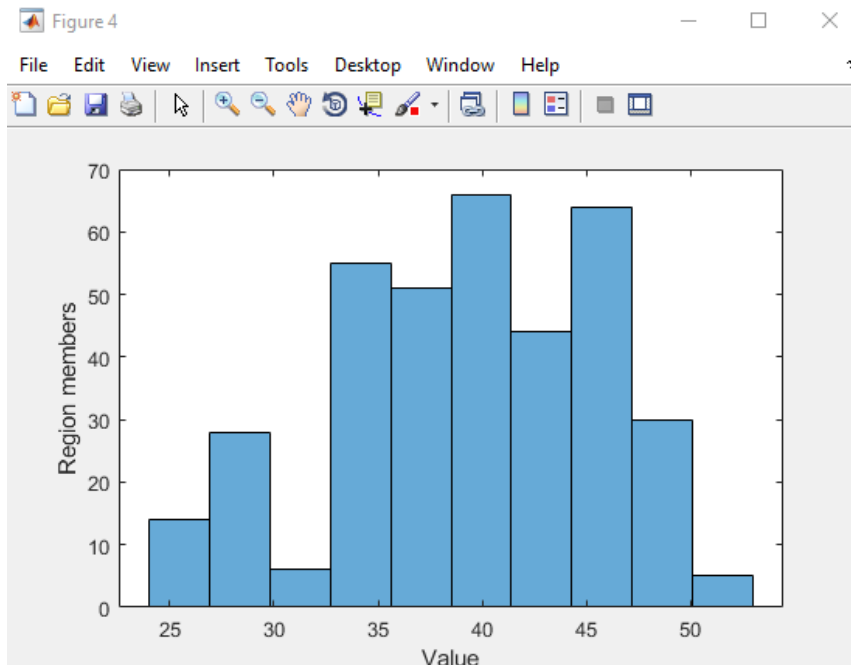 Figure 4
File Edit View Insert Tools Desktop Window Help
70
60
50
40
30
20
10
0
Region members
25 30 35 40 45 50
Value